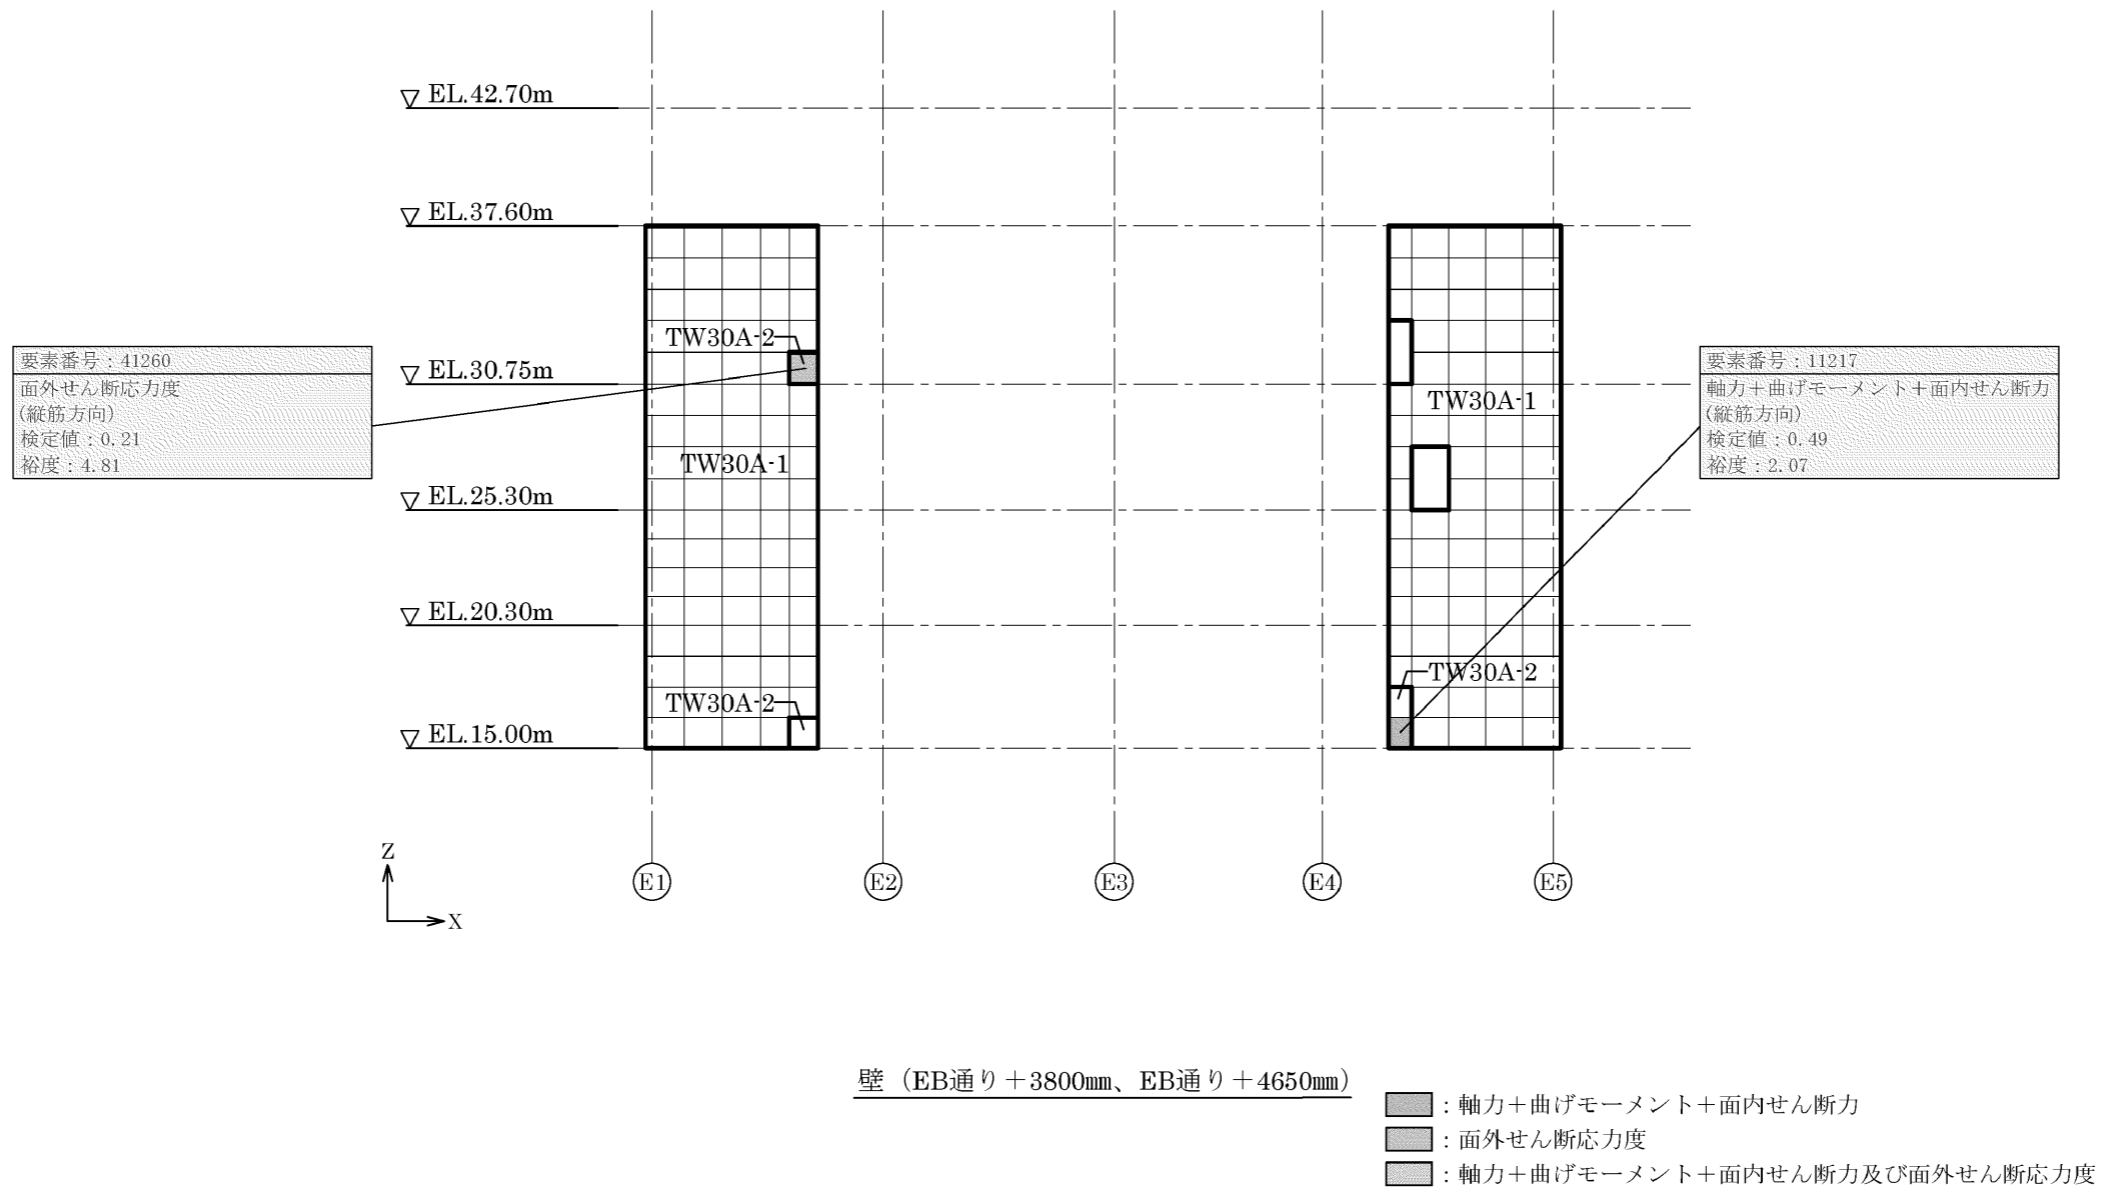 EL.42.70m
EL.37.60m
TW30A-2
要素番号：41260
面外せん断応力度
(縦筋方向)
検定値：0.21
裕度：4.81
EL.30.75m
要素番号：11217
軸力＋曲げモーメント＋面内せん断力
(縦筋方向)
検定値：0.49
裕度：2.07
TW30A-1
TW30A-1
EL.25.30m
EL.20.30m
TW30A-2
TW30A-2
EL.15.00m
Z
X
E1
E2
E3
E4
E5
壁（EB通り＋3800㎜、EB通り＋4650㎜）
：軸力＋曲げモーメント＋面内せん断力
：面外せん断応力度
：軸力＋曲げモーメント＋面内せん断力及び面外せん断応力度